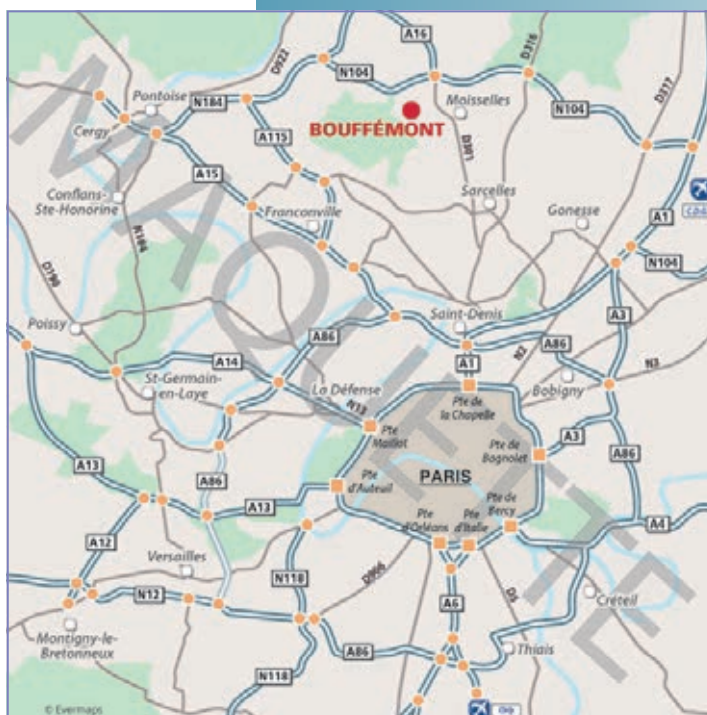 A16
D316
D922
N104
D377
Pontoise
N184
BOUFFÉMONT
Moisselles
N104
Cergy
A115
D301
A15
Sarcelles
Conflans-
Ste-Honorine
Franconville
Gonesse
A1
N184
D190
N104
Saint-Denis
A3
Poissy
A86
A1
N2
A86
N3
A14
St-Germain-
en-Laye
La Défense
N13
Bobigny
Pte de
la Chapelle
Pte
Maillot
Pte de
Bagnolet
A3
A13
A86
PARIS
A86
Pte
d'Auteuil
A13
Pte de
Bercy
Pte
d'Orléans
Pte
d'Italie
A4
A12
Versailles
N118
D906
N12
A6
D5
Créteil
Montigny-le-
Bretonneux
A86
Thiais
N118
© Evermaps
MAQUETTE